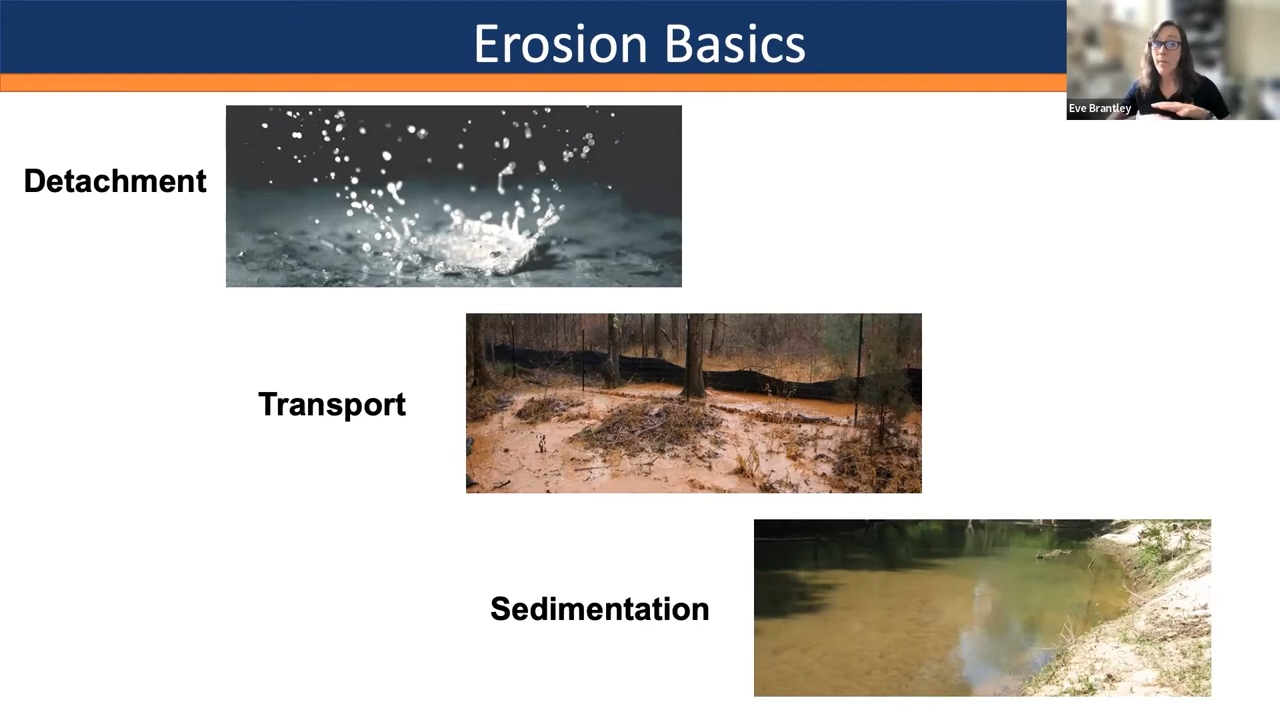 Erosion Basics
Eve Brantley
Detachment
Transport
Sedimentation